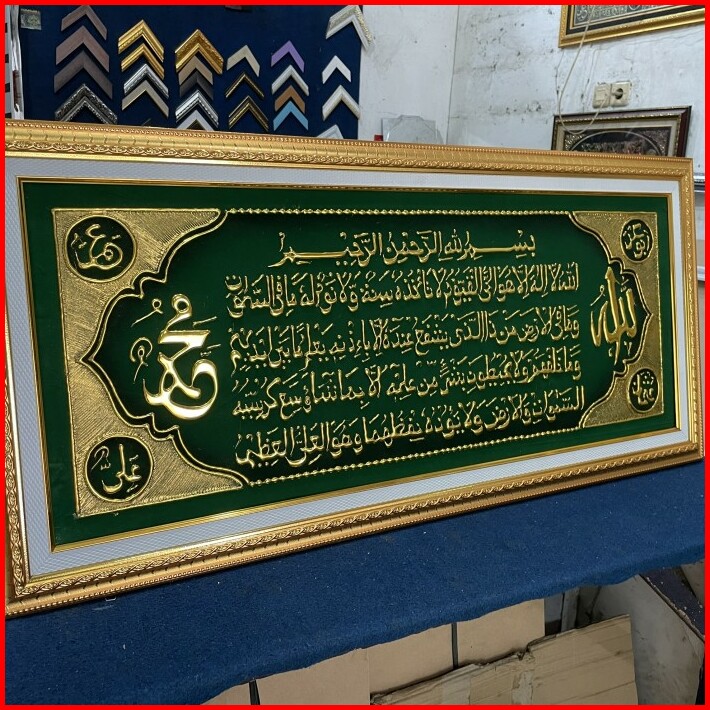 بسم الله الرحمن الرحيم
الله لا إله إلا هو الحي القيوم لا تأخذه سنة ولا نوم له ما في السموات
وما في الأرض من ذا الذي يشفع عنده إلا بإذنه يعلم ما بين أيديهم
وما خلفهم ولا يحيطون بشيء من علمه إلا بما شاء وسع كرسيه
السموات والأرض ولا يؤده حفظهما وهو العلي العظيم
الله
محمد
عمر
علي